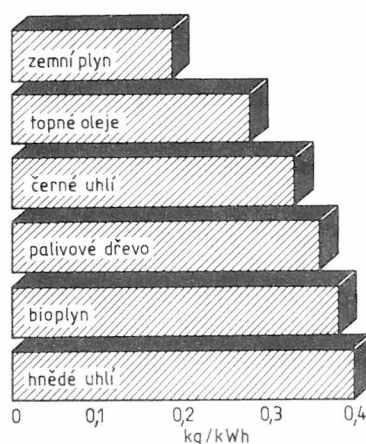 zemní plyn
topné oleje
černé uhlí
palivové dřevo
bioplyn
hnědé uhlí
0 0,1 0,2 0,3 0,4
kg/kWh